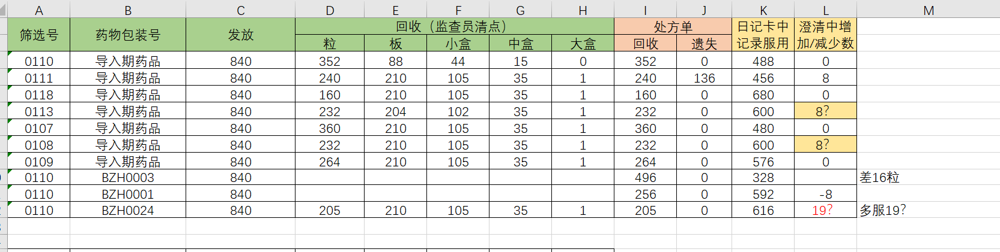 A B C D E F G H I J K L M
筛选号 药物包装号 发放 回收（监查员清点） 处方单 日记卡中记录服用 澄清中增加/减少数
粒 板 小盒 中盒 大盒 回收 遗失
0110 导入期药品 840 352 88 44 15 0 352 0 488 0
0111 导入期药品 840 240 210 105 35 1 240 136 456 8
0118 导入期药品 840 160 210 105 35 1 160 0 680 0
0113 导入期药品 840 232 204 102 35 1 232 0 600 8?
0107 导入期药品 840 360 210 105 35 1 360 0 480 0
0108 导入期药品 840 232 210 105 35 1 232 0 600 8?
0109 导入期药品 840 264 210 105 35 1 264 0 576 0
0110 BZH0003 840 496 0 328 差16粒
0110 BZH0001 840 256 0 592 -8
0110 BZH0024 840 205 210 105 35 1 205 0 616 19? 多服19?